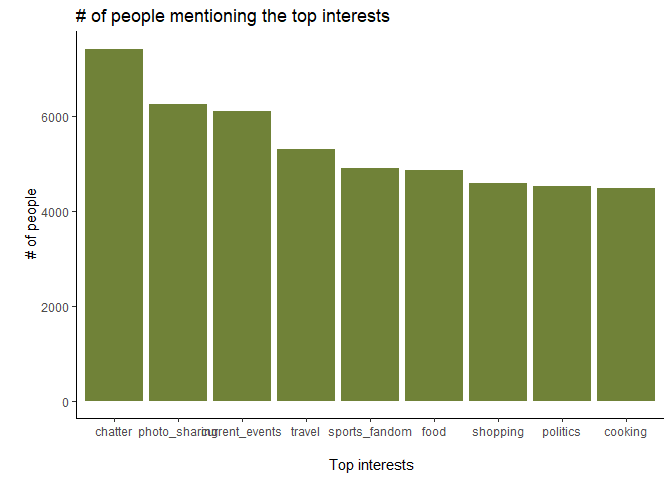 # of people mentioning the top interests
# of people
6000
4000
2000
0
chatter photo_sharing current_events travel sports_fandom food shopping politics cooking
Top interests